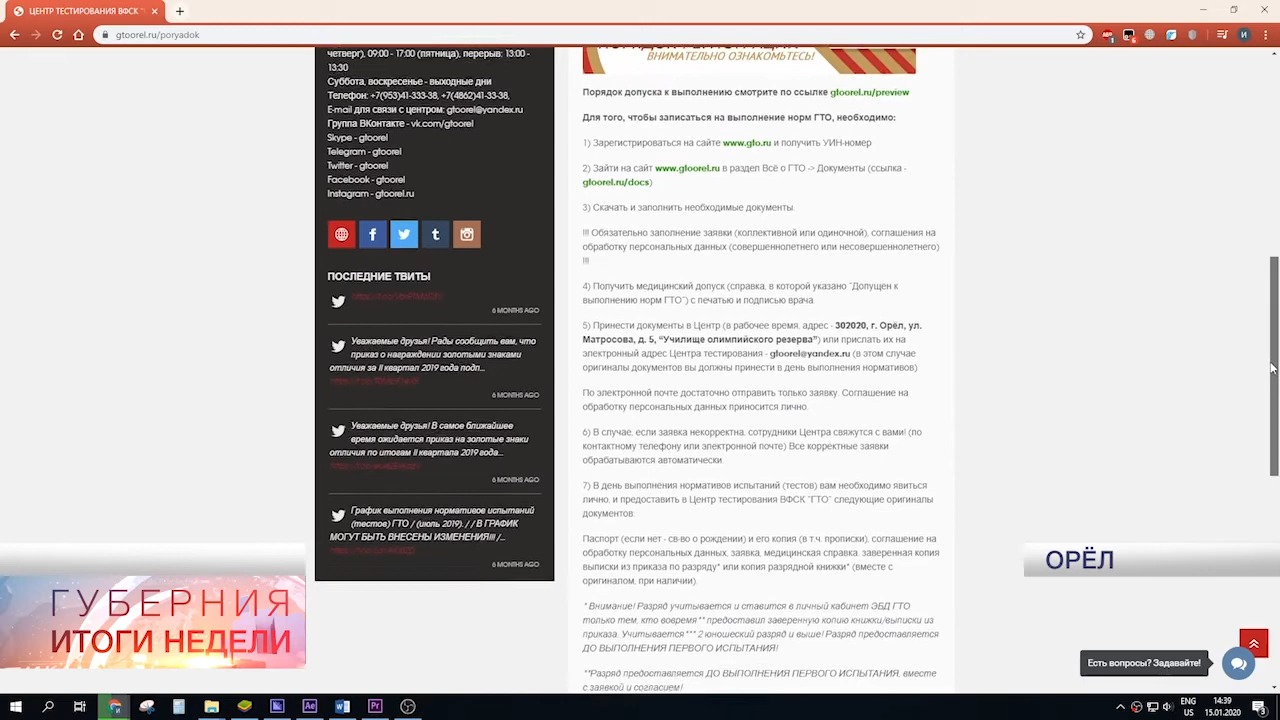 ЦЕНТР ТЕСТИРОВАНИЯ ВФСК
gtoorel.ru/poryadok
четверг), 09:00 - 17:00 (пятница), перерыв: 13:00 -
13:30
Суббота, воскресенье - выходные дни
Телефон: +7(953)41-333-38, +7(4862)41-33-38,
E-mail для связи с центром: gtoorel@yandex.ru
Группа ВКонтакте - vk.com/gtoorel
Skype - gtoorel
Telegram - gtoorel
Twitter - gtoorel
Facebook - gtoorel
Instagram - gtoorel.ru
ПОСЛЕДНИЕ ТВИТЫ
6 MONTHS AGO
Уважаемые друзья! Рады сообщить вам, что
приказ о награждении золотыми знаками
отличия за II квартал 2019 года подп...
6 MONTHS AGO
Уважаемые друзья! В самое ближайшее
время ожидается приказ на золотые знаки
отличия по итогам II квартала 2019 года...
6 MONTHS AGO
График выполнения нормативов испытаний
(тестов) ГТО / (июль 2019). / / В ГРАФИК
МОГУТ БЫТЬ ВНЕСЕНЫ ИЗМЕНЕНИЯ!!! /...
6 MONTHS AGO
ВНИМАТЕЛЬНО ОЗНАКОМЬТЕСЬ!
Порядок допуска к выполнению смотрите по ссылке gtoorel.ru/preview
Для того, чтобы записаться на выполнение норм ГТО, необходимо:
1) Зарегистрироваться на сайте www.gto.ru и получить УИН-номер
2) Зайти на сайт www.gtoorel.ru в раздел Всё о ГТО -> Документы (ссылка -
gtoorel.ru/docs)
3) Скачать и заполнить необходимые документы.
!!! Обязательно заполнение заявки (коллективной или одиночной), соглашения на
обработку персональных данных (совершеннолетнего или несовершеннолетнего)
!!!
4) Получить медицинский допуск (справка, в которой указано "Допущен к
выполнению норм ГТО") с печатью и подписью врача.
5) Принести документы в Центр (в рабочее время, адрес - 302020, г. Орёл, ул.
Матросова, д. 5, "Училище олимпийского резерва") или прислать их на
электронный адрес Центра тестирования - gtoorel@yandex.ru (в этом случае
оригиналы документов вы должны принести в день выполнения нормативов)
По электронной почте достаточно отправить только заявку. Соглашение на
обработку персональных данных приносится лично.
6) В случае, если заявка некорректна, сотрудники Центра свяжутся с вами! (по
контактному телефону или электронной почте) Все корректные заявки
обрабатываются автоматически.
7) В день выполнения нормативов испытаний (тестов) вам необходимо явиться
лично, и предоставить в Центр тестирования ВФСК "ГТО" следующие оригиналы
документов:
Паспорт (если нет - св-во о рождении) и его копия (в т.ч. прописки), соглашение на
обработку персональных данных, заявка, медицинская справка, заверенная копия
выписки из приказа по разряду* или копия разрядной книжки* (вместе с
оригиналом, при наличии).
* Внимание! Разряд учитывается и ставится в личный кабинет ЭБД ГТО
только тем, кто вовремя** предоставил заверенную копию книжки/выписки из
приказа. Учитывается*** 2 юношеский разряд и выше! Разряд предоставляется
ДО ВЫПОЛНЕНИЯ ПЕРВОГО ИСПЫТАНИЯ!
**Разряд предоставляется ДО ВЫПОЛНЕНИЯ ПЕРВОГО ИСПЫТАНИЯ, вместе
с заявкой и согласием!
ГУБЕРНИЯ
ИТОГИ НЕДЕЛИ
ОРЁЛ
Есть вопросы? Задавайте!
ENG
US
14:39
15.01.2020